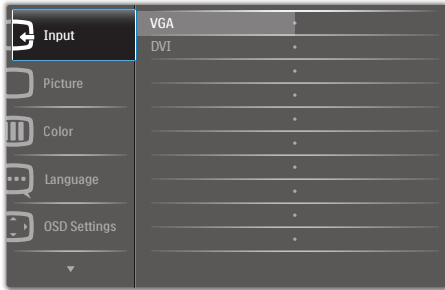 Input
Picture
Color
Language
OSD Settings
VGA
DVI